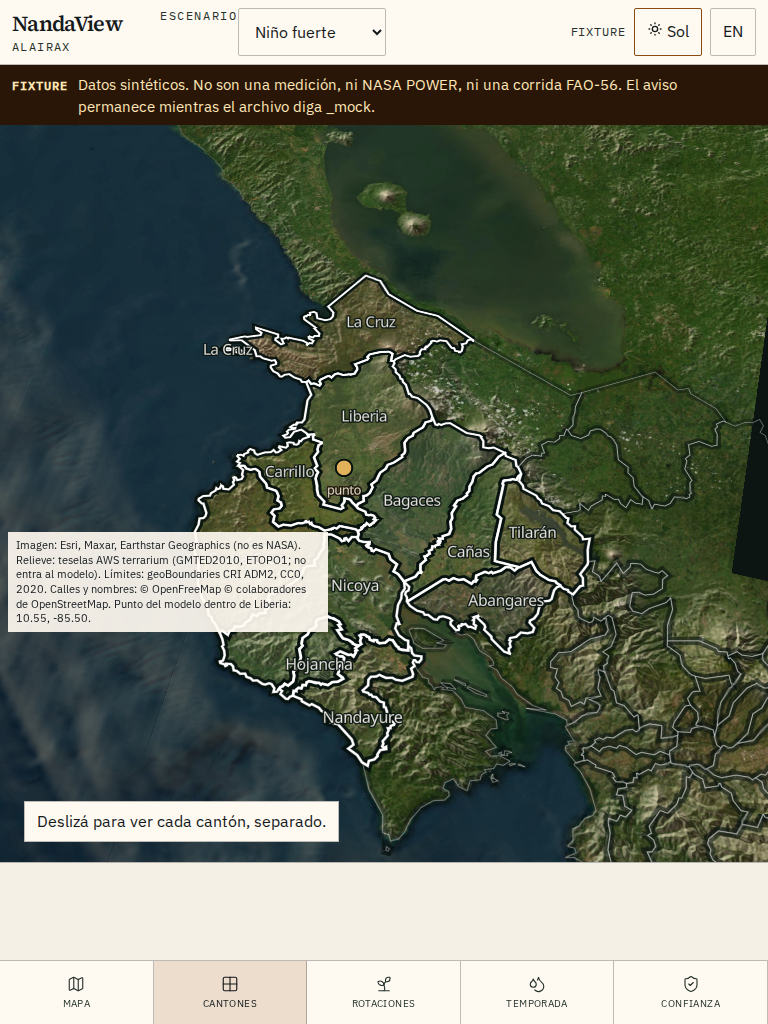 NandaView
ALAIRAX
ESCENARIO
Niño fuerte
FIXTURE
Sol
EN
FIXTURE
Datos sintéticos. No son una medición, ni NASA POWER, ni una corrida FAO-56. El aviso
permanece mientras el archivo diga _mock.
La Cruz
La Cruz
Liberia
Carrillo
punto
Bagaces
Tilarán
Cañas
Imagen: Esri, Maxar, Earthstar Geographics (no es NASA).
Relieve: teselas AWS terrarium (GMTED2010, ETOPO1; no
entra al modelo). Límites: geoBoundaries CRI ADM2, CC0,
2020. Calles y nombres: © OpenFreeMap © colaboradores
de OpenStreetMap. Punto del modelo dentro de Liberia:
10.55, -85.50.
Nicoya
Abangares
Hojancha
Nandayure
Deslizá para ver cada cantón, separado.
MAPA
CANTONES
ROTACIONES
TEMPORADA
CONFIANZA